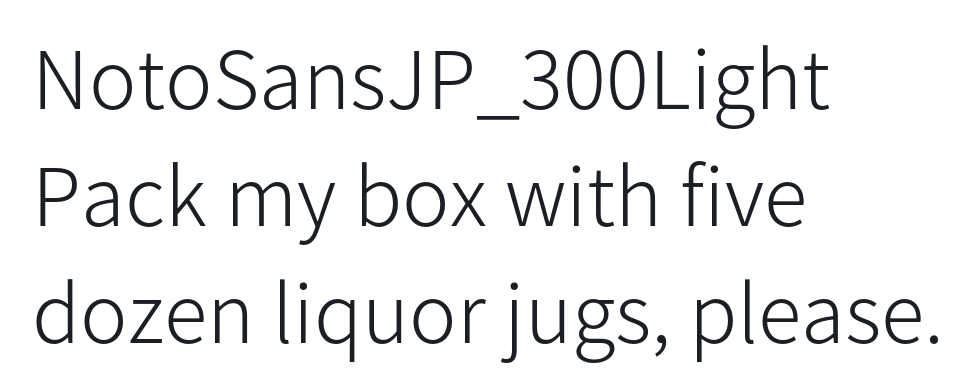 NotoSansJP_300Light
Pack my box with five
dozen liquor jugs, please.